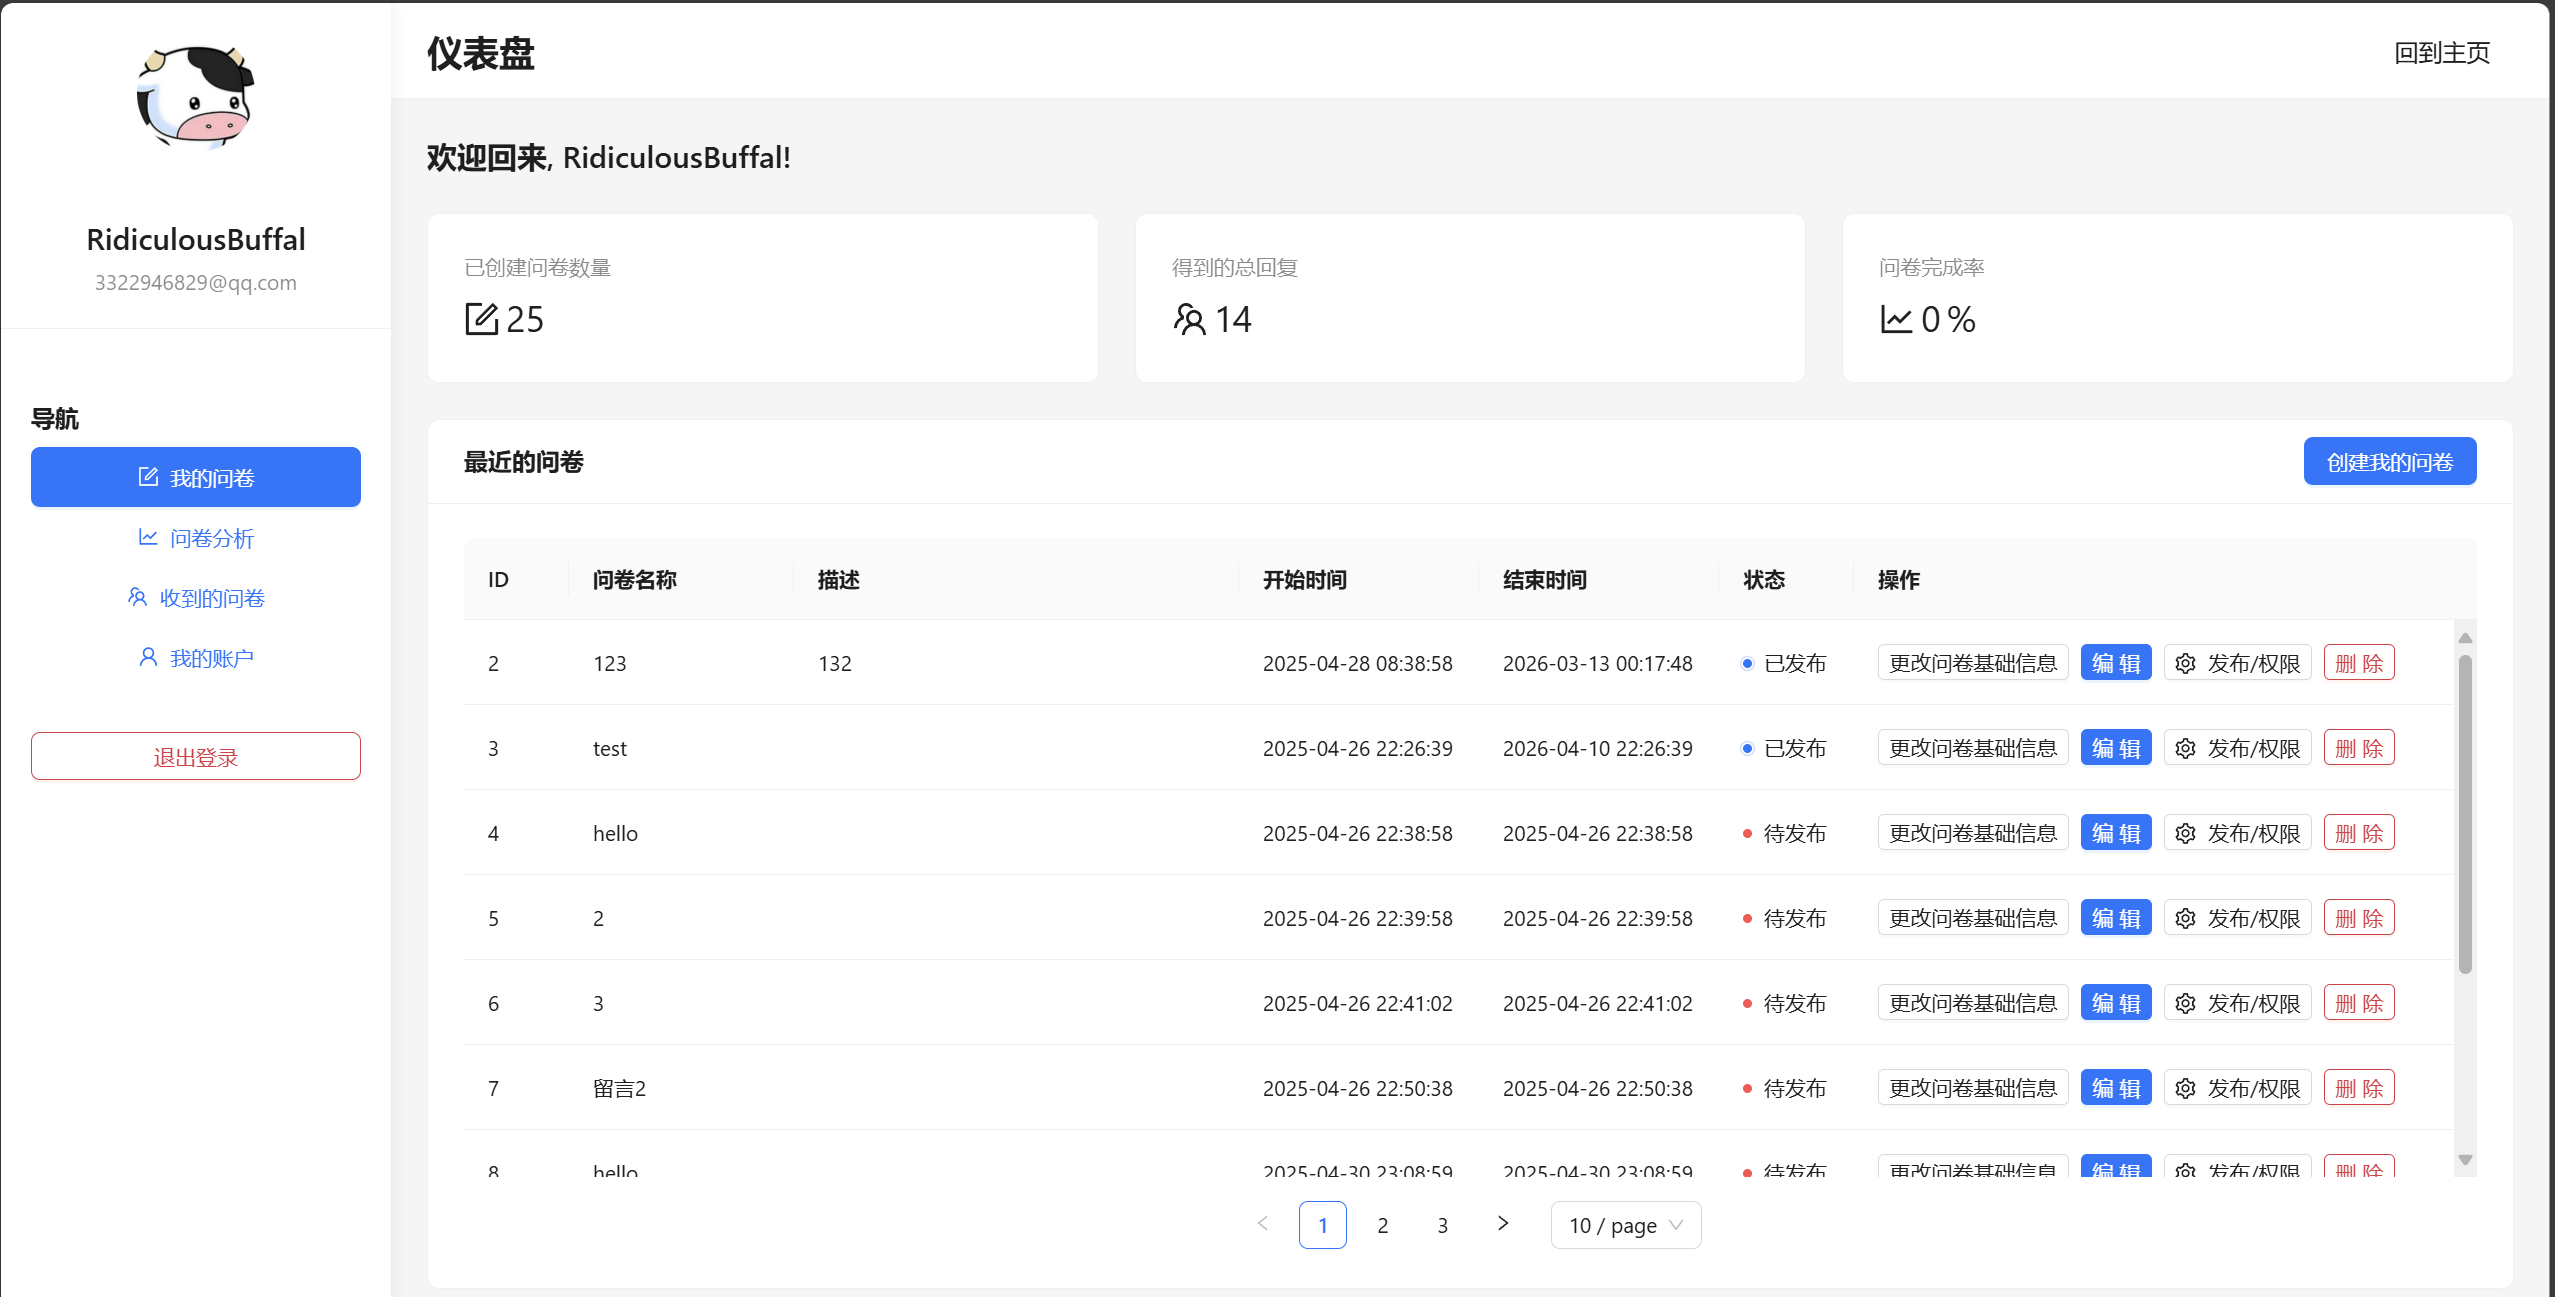 RidiculousBuffal
3322946829@qq.com
导航
我的问卷
问卷分析
收到的问卷
我的账户
退出登录
仪表盘
回到主页
欢迎回来, RidiculousBuffal!
已创建问卷数量
25
得到的总回复
14
问卷完成率
0 %
最近的问卷
创建我的问卷
ID 问卷名称 描述 开始时间 结束时间 状态 操作
2 123 132 2025-04-28 08:38:58 2026-03-13 00:17:48 已发布 更改问卷基础信息 编 辑 发布/权限 删 除
3 test 2025-04-26 22:26:39 2026-04-10 22:26:39 已发布 更改问卷基础信息 编 辑 发布/权限 删 除
4 hello 2025-04-26 22:38:58 2025-04-26 22:38:58 待发布 更改问卷基础信息 编 辑 发布/权限 删 除
5 2 2025-04-26 22:39:58 2025-04-26 22:39:58 待发布 更改问卷基础信息 编 辑 发布/权限 删 除
6 3 2025-04-26 22:41:02 2025-04-26 22:41:02 待发布 更改问卷基础信息 编 辑 发布/权限 删 除
7 留言2 2025-04-26 22:50:38 2025-04-26 22:50:38 待发布 更改问卷基础信息 编 辑 发布/权限 删 除
8 hello 2025-04-30 23:08:59 2025-04-30 23:08:59 待发布 更改问卷基础信息 编 辑 发布/权限 删 除
1 2 3 10 / page